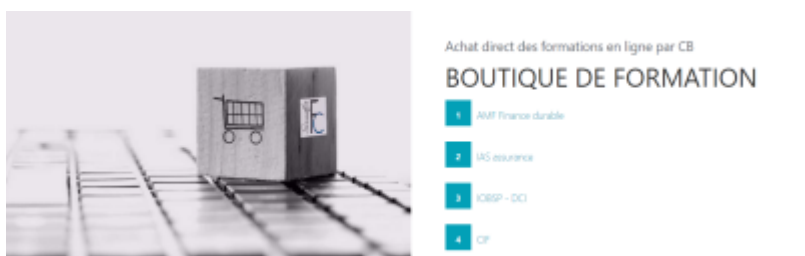 Achat direct des formations en ligne par CB
BOUTIQUE DE FORMATION
1 AMF Finance durable
2 IAS assurance
3 IOBSP - DCI
4 CIF